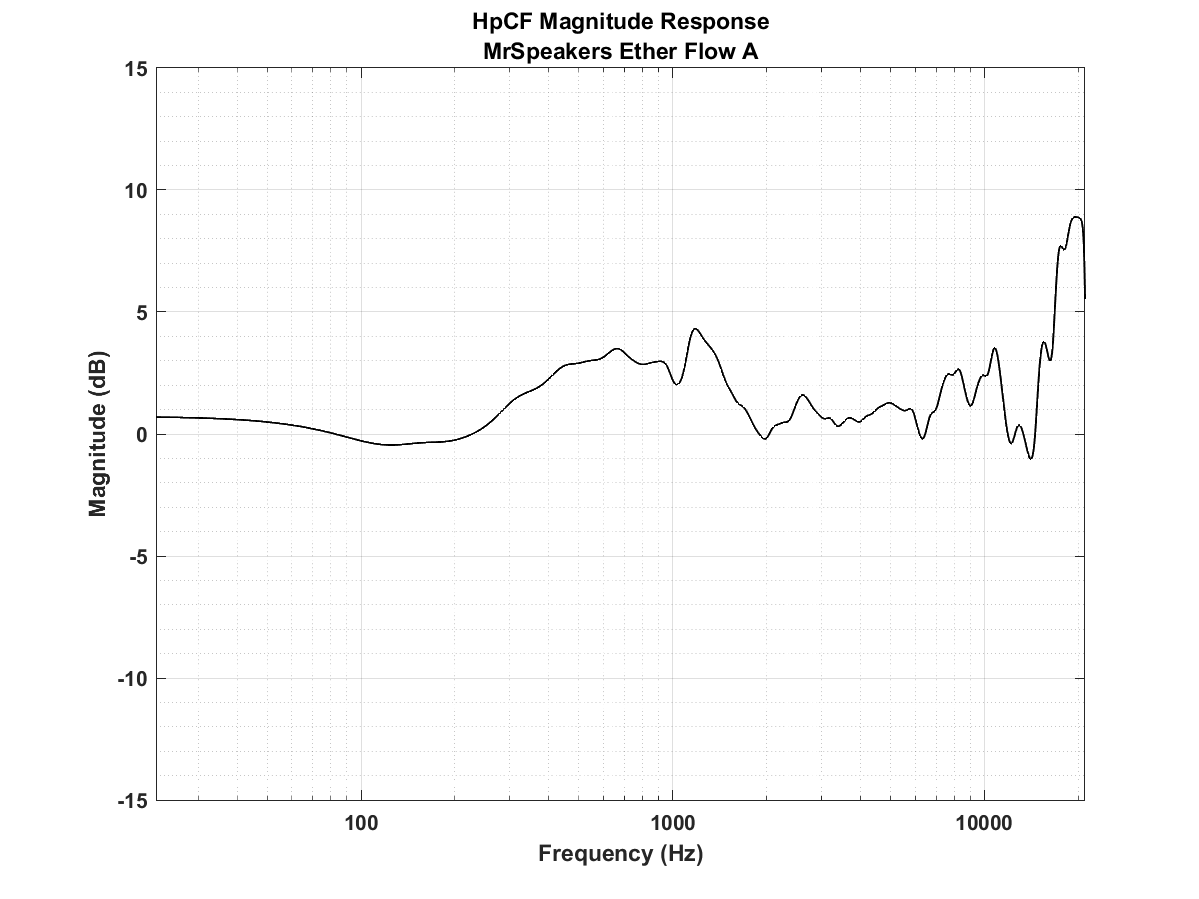 HpCF Magnitude Response
MrSpeakers Ether Flow A
15
10
5
0
-5
-10
-15
Magnitude (dB)
100 1000 10000
Frequency (Hz)